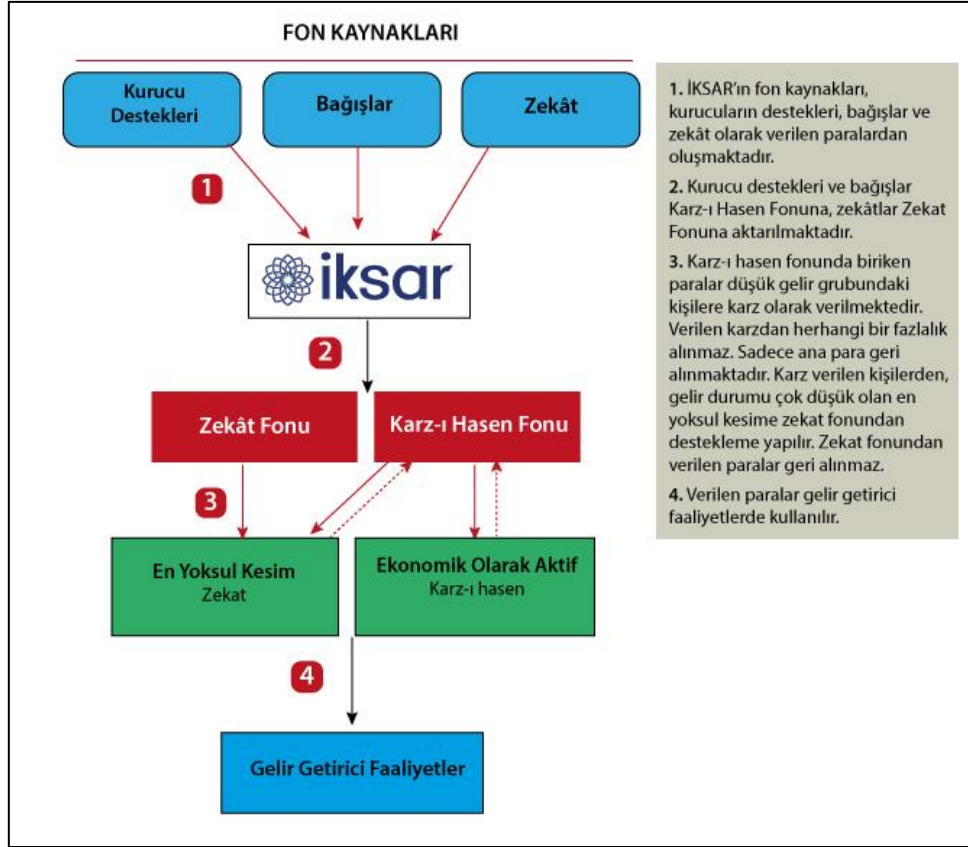 FON KAYNAKLARI
Kurucu
Destekleri
Bağışlar
Zekât
1
iksar
2
Zekât Fonu
Karz-ı Hasen Fonu
3
En Yoksul Kesim
Zekat
Ekonomik Olarak Aktif
Karz-ı hasen
4
Gelir Getirici Faaliyetler
1. İKSAR'ın fon kaynakları,
kurucuların destekleri, bağışlar ve
zekât olarak verilen paralardan
oluşmaktadır.
2. Kurucu destekleri ve bağışlar
Karz-ı Hasen Fonuna, zekâtlar Zekat
Fonuna aktarılmaktadır.
3. Karz-ı hasen fonunda biriken
paralar düşük gelir grubundaki
kişilere karz olarak verilmektedir.
Verilen karzdan herhangi bir fazlalık
alınmaz. Sadece ana para geri
alınmaktadır. Karz verilen kişilerden,
gelir durumu çok düşük olan en
yoksul kesime zekat fonundan
destekleme yapılır. Zekat fonundan
verilen paralar geri alınmaz.
4. Verilen paralar gelir getirici
faaliyetlerde kullanılır.